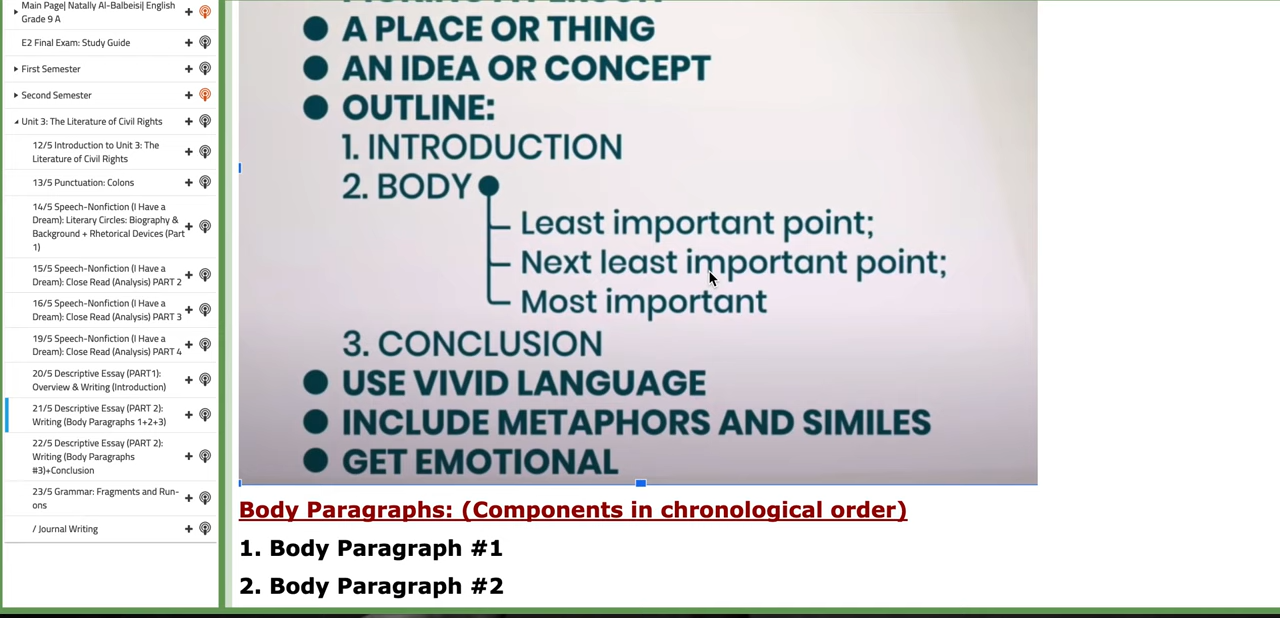 Main Page| Natally Al-Balbeisi| English
Grade 9 A
E2 Final Exam: Study Guide
First Semester
Second Semester
Unit 3: The Literature of Civil Rights
12/5 Introduction to Unit 3: The
Literature of Civil Rights
13/5 Punctuation: Colons
14/5 Speech-Nonfiction (I Have a
Dream): Literary Circles: Biography &
Background + Rhetorical Devices (Part
1)
15/5 Speech-Nonfiction (I Have a
Dream): Close Read (Analysis) PART 2
16/5 Speech-Nonfiction (I Have a
Dream): Close Read (Analysis) PART 3
19/5 Speech-Nonfiction (I Have a
Dream): Close Read (Analysis) PART 4
20/5 Descriptive Essay (PART1):
Overview & Writing (Introduction)
21/5 Descriptive Essay (PART 2):
Writing (Body Paragraphs 1+2+3)
22/5 Descriptive Essay (PART 2):
Writing (Body Paragraphs
#3)+Conclusion
23/5 Grammar: Fragments and Run-
ons
/ Journal Writing
A PLACE OR THING
AN IDEA OR CONCEPT
OUTLINE:
1. INTRODUCTION
2. BODY
Least important point;
Next least important point;
Most important
3. CONCLUSION
USE VIVID LANGUAGE
INCLUDE METAPHORS AND SIMILES
GET EMOTIONAL
Body Paragraphs: (Components in chronological order)
1. Body Paragraph #1
2. Body Paragraph #2